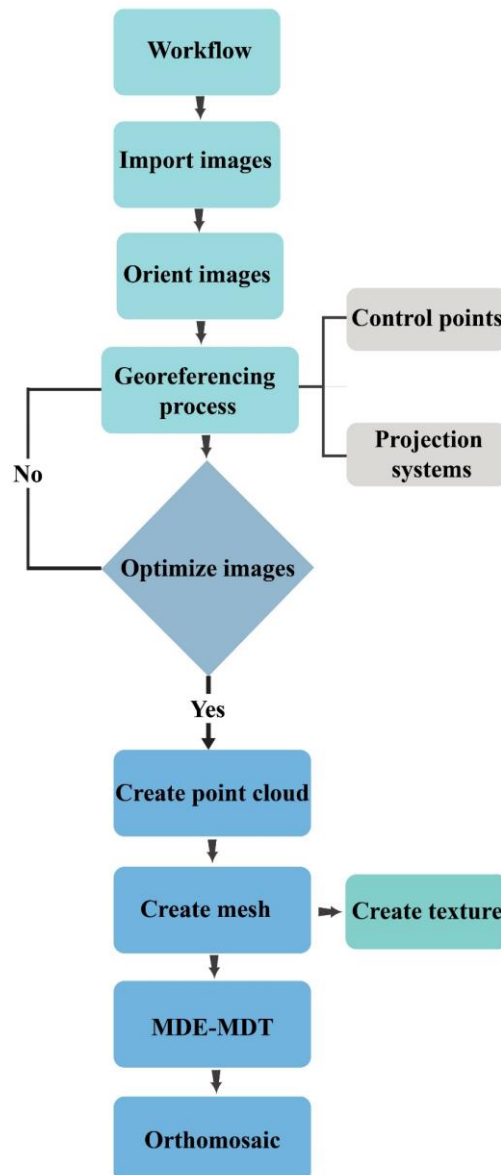 Workflow
Import images
Orient images
Control points
Georeferencing
process
Projection
systems
No
Optimize images
Yes
Create point cloud
Create mesh
Create texture
MDE-MDT
Orthomosaic